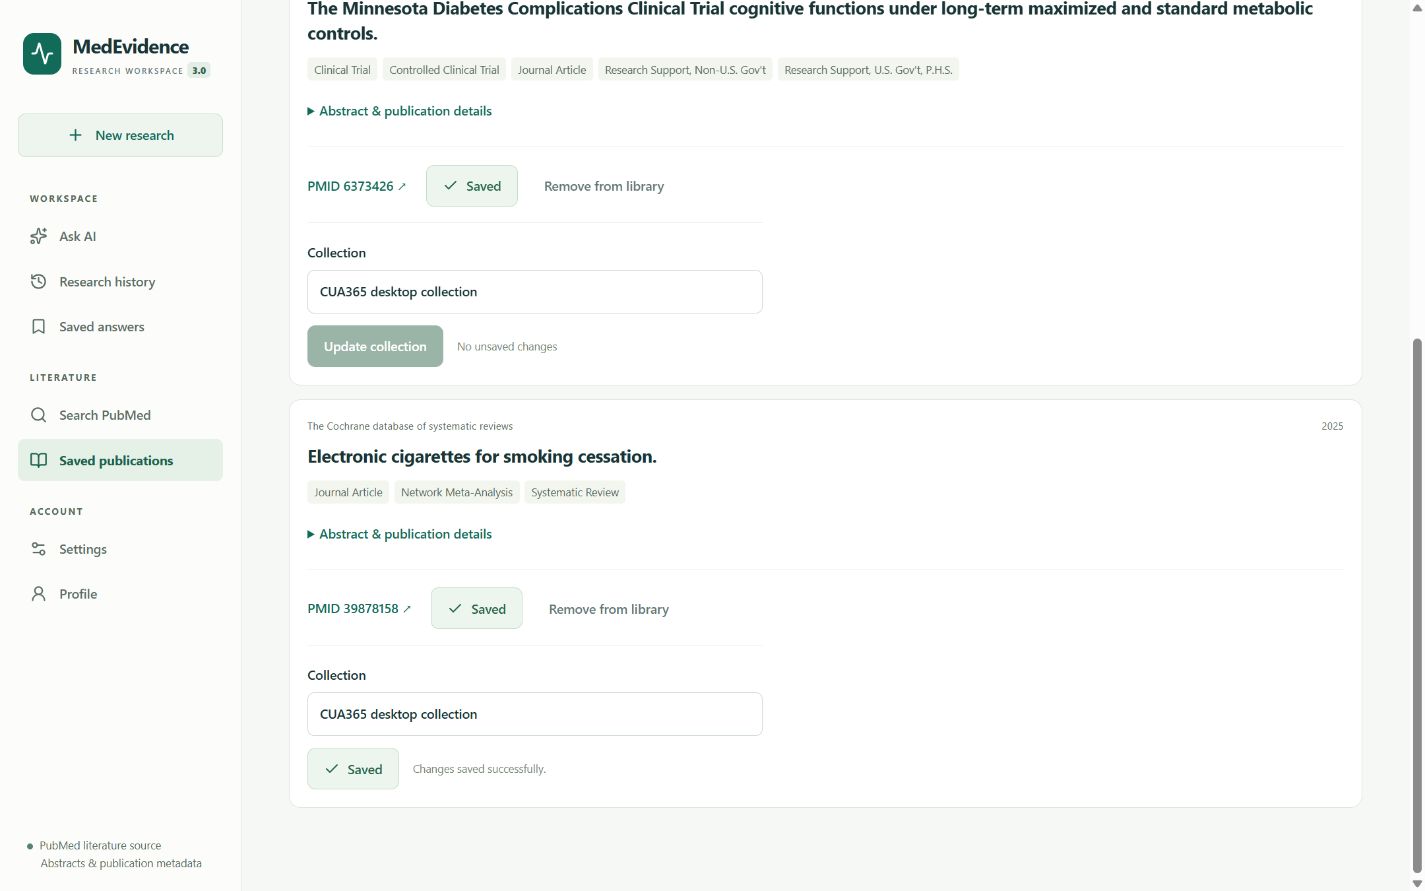 MedEvidence
RESEARCH WORKSPACE 3.0
New research
WORKSPACE
Ask AI
Research history
Saved answers
LITERATURE
Search PubMed
Saved publications
ACCOUNT
Settings
Profile
PubMed literature source
Abstracts & publication metadata
The Minnesota Diabetes Complications Clinical Trial cognitive functions under long-term maximized and standard metabolic
controls.
Clinical Trial Controlled Clinical Trial Journal Article Research Support, Non-U.S. Gov't Research Support, U.S. Gov't, P.H.S.
▶ Abstract & publication details
PMID 6373426 ↗ Saved Remove from library
Collection
CUA365 desktop collection
Update collection No unsaved changes
The Cochrane database of systematic reviews 2025
Electronic cigarettes for smoking cessation.
Journal Article Network Meta-Analysis Systematic Review
▶ Abstract & publication details
PMID 39878158 ↗ Saved Remove from library
Collection
CUA365 desktop collection
Saved Changes saved successfully.